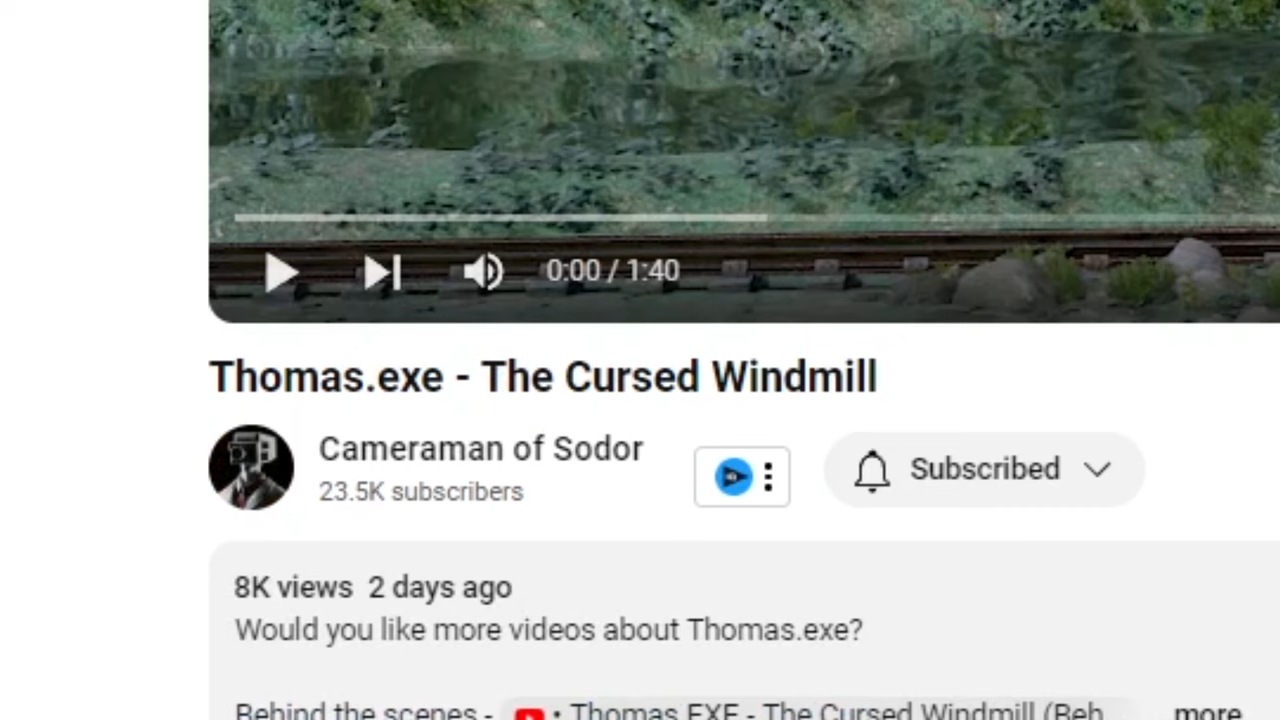 0:00 / 1:40
Thomas.exe - The Cursed Windmill
Cameraman of Sodor
23.5K subscribers
Subscribed
8K views 2 days ago
Would you like more videos about Thomas.exe?
Behind the scenes - • Thomas EXE - The Cursed Windmill (Beh... ...more